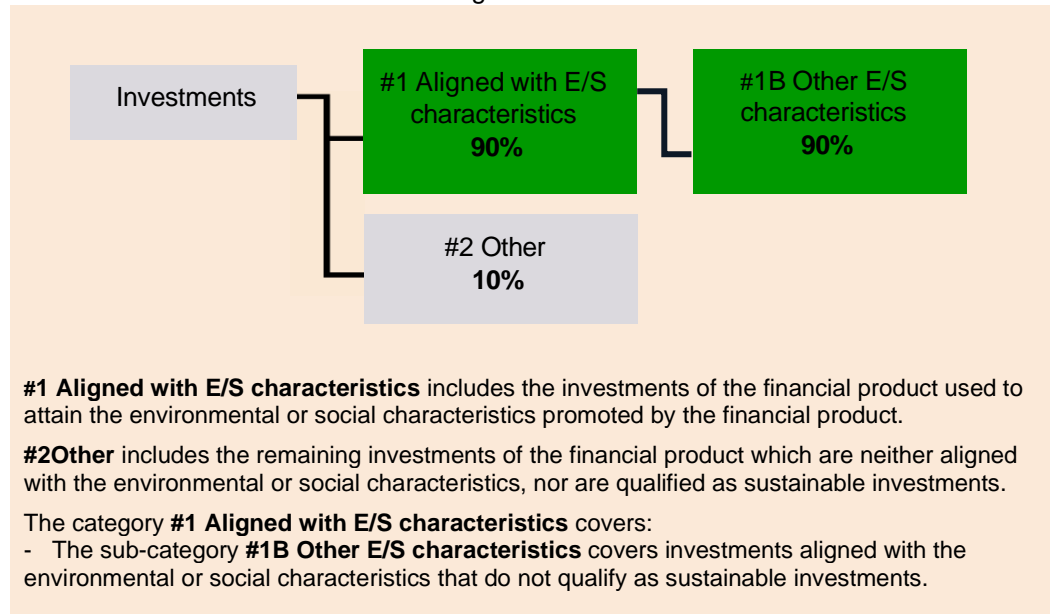 Investments
#1 Aligned with E/S
characteristics
90%
#1B Other E/S
characteristics
90%
#2 Other
10%
#1 Aligned with E/S characteristics includes the investments of the financial product used to
attain the environmental or social characteristics promoted by the financial product.
#2Other includes the remaining investments of the financial product which are neither aligned
with the environmental or social characteristics, nor are qualified as sustainable investments.
The category #1 Aligned with E/S characteristics covers:
- The sub-category #1B Other E/S characteristics covers investments aligned with the
environmental or social characteristics that do not qualify as sustainable investments.